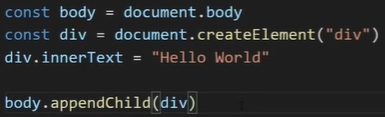 const body = document.body
const div = document.createElement("div")
div.innerText = "Hello World"
body.appendChild(div)